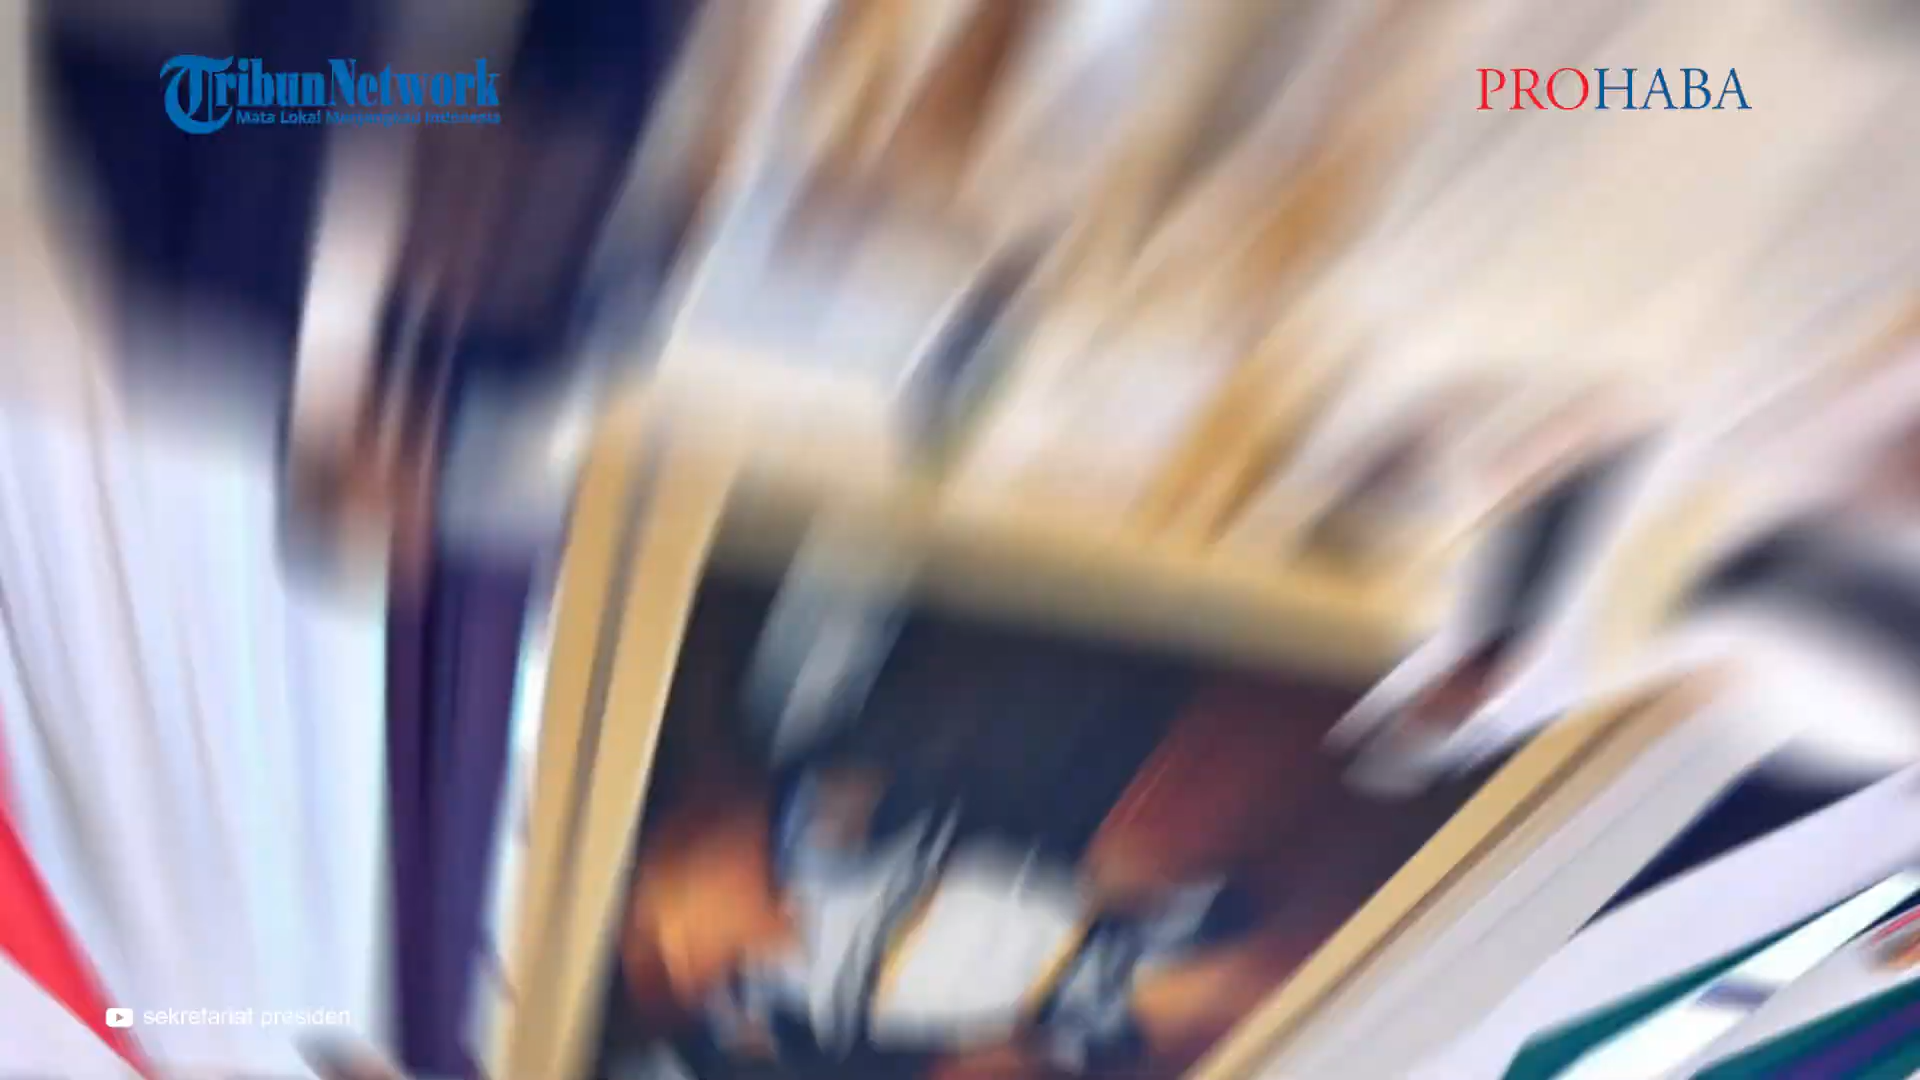 TribunNetwork
PROHABA
Mata Lokal Menjangkau Indonesia
sekretariat presiden